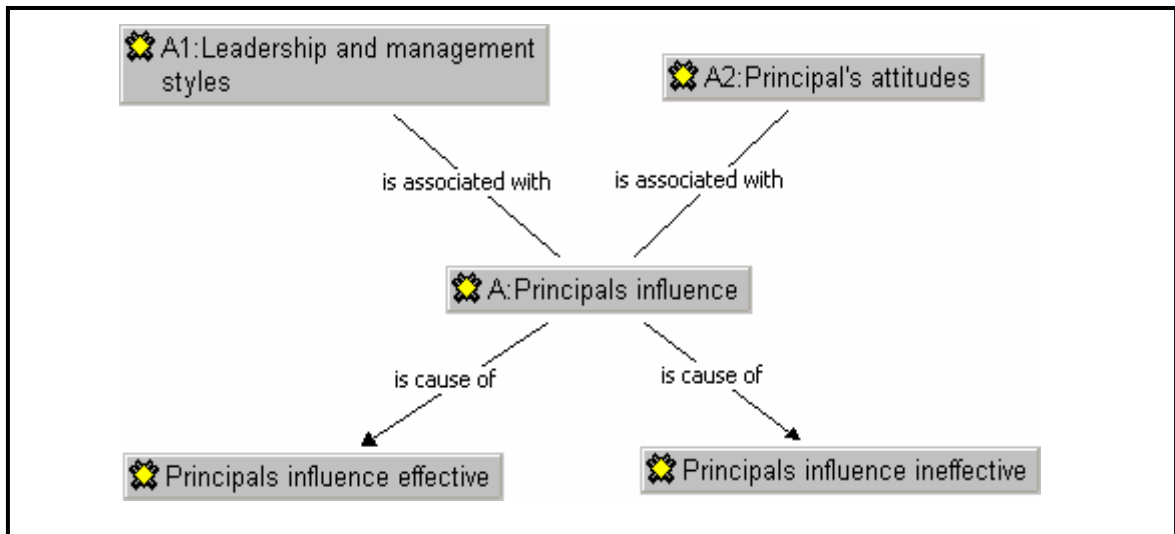 A1:Leadership and management
styles
A2:Principal's attitudes
is associated with
is associated with
A:Principals influence
is cause of
is cause of
Principals influence effective
Principals influence ineffective